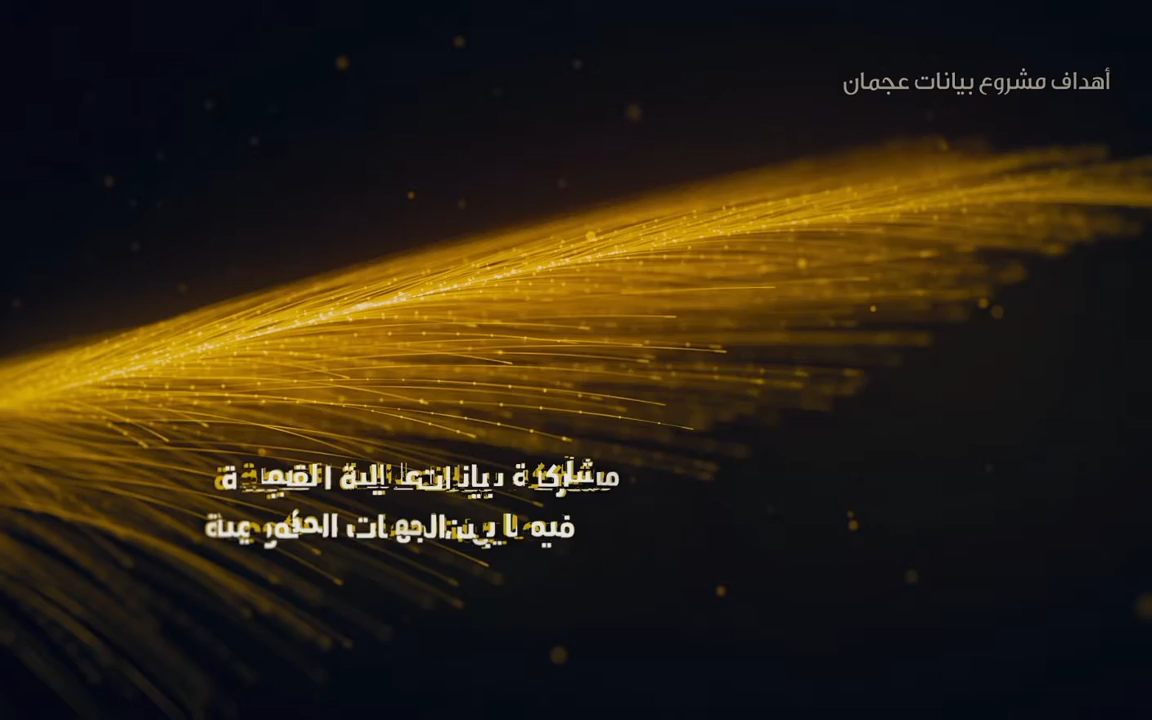 أهداف مشروع بيانات عجمان
مشاركة بيانات عالية القيمة
فيما بين الجهات الحكومية